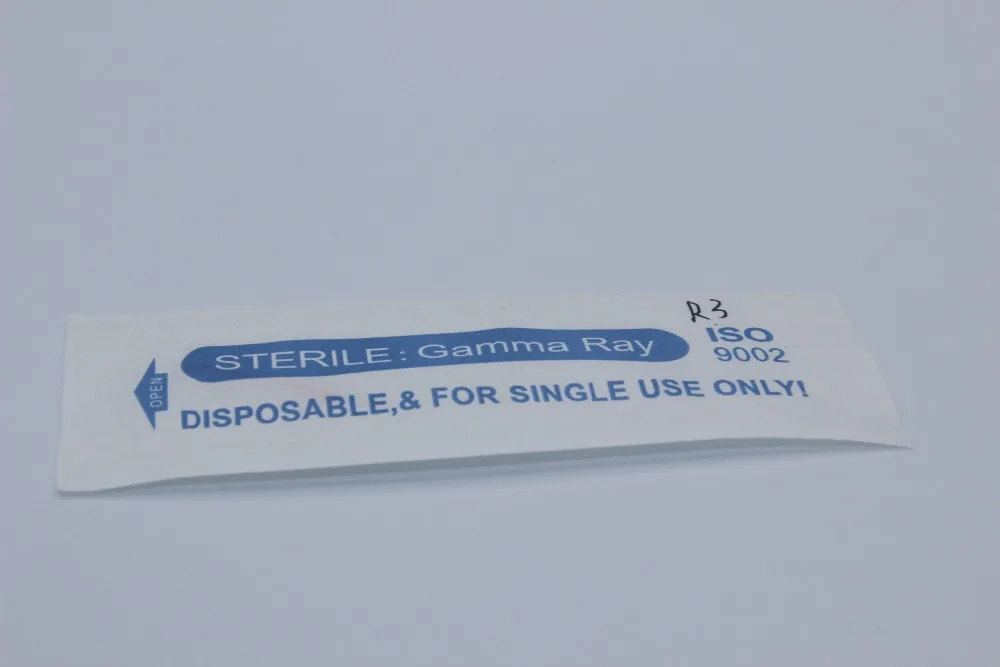 R3
STERILE: Gamma Ray
ISO
9002
OPEN
DISPOSABLE,& FOR SINGLE USE ONLY!